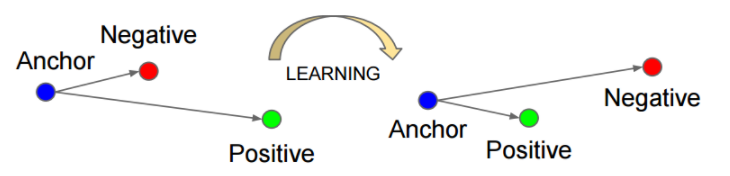 Negative
Anchor
Positive
LEARNING
Negative
Anchor
Positive